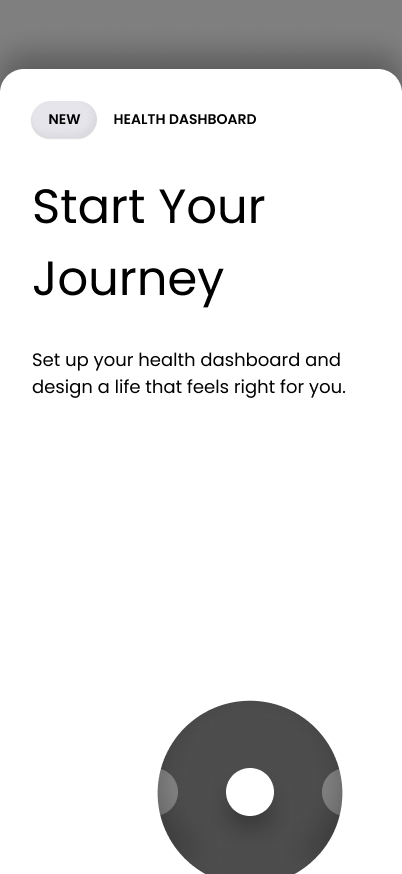 NEW HEALTH DASHBOARD
Start Your
Journey
Set up your health dashboard and
design a life that feels right for you.